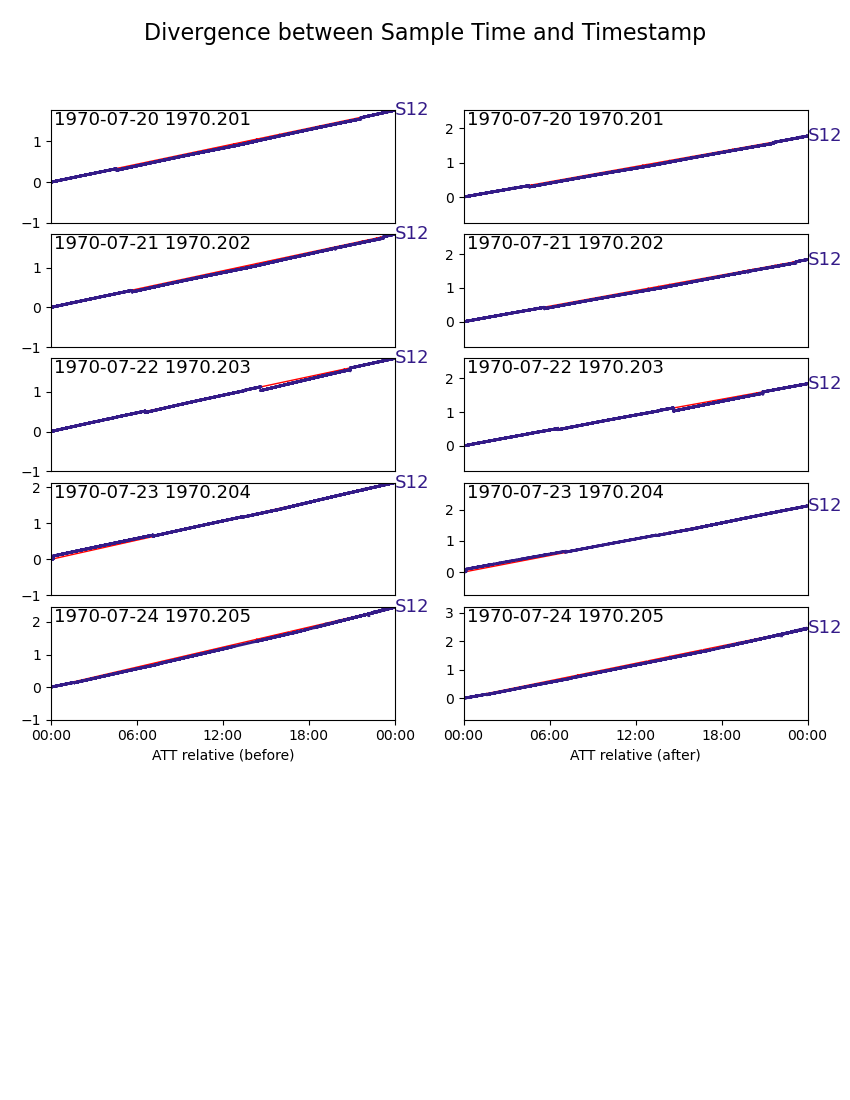 Divergence between Sample Time and Timestamp
1970-07-20 1970.201
S12
1
0
−1
1970-07-20 1970.201
S12
2
1
0
1970-07-21 1970.202
S12
1
0
−1
1970-07-21 1970.202
S12
2
1
0
1970-07-22 1970.203
S12
1
0
−1
1970-07-22 1970.203
S12
2
1
0
1970-07-23 1970.204
S12
2
1
0
−1
1970-07-23 1970.204
S12
2
1
0
1970-07-24 1970.205
S12
2
1
0
−1
00:00 06:00 12:00 18:00 00:00
ATT relative (before)
1970-07-24 1970.205
S12
3
2
1
0
00:00 06:00 12:00 18:00 00:00
ATT relative (after)